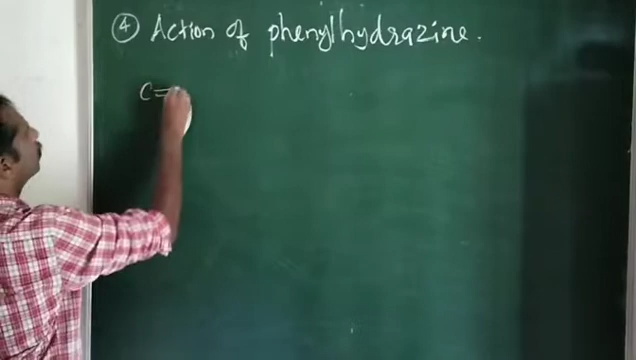 ④ Action of phenylhydrazine.
C=